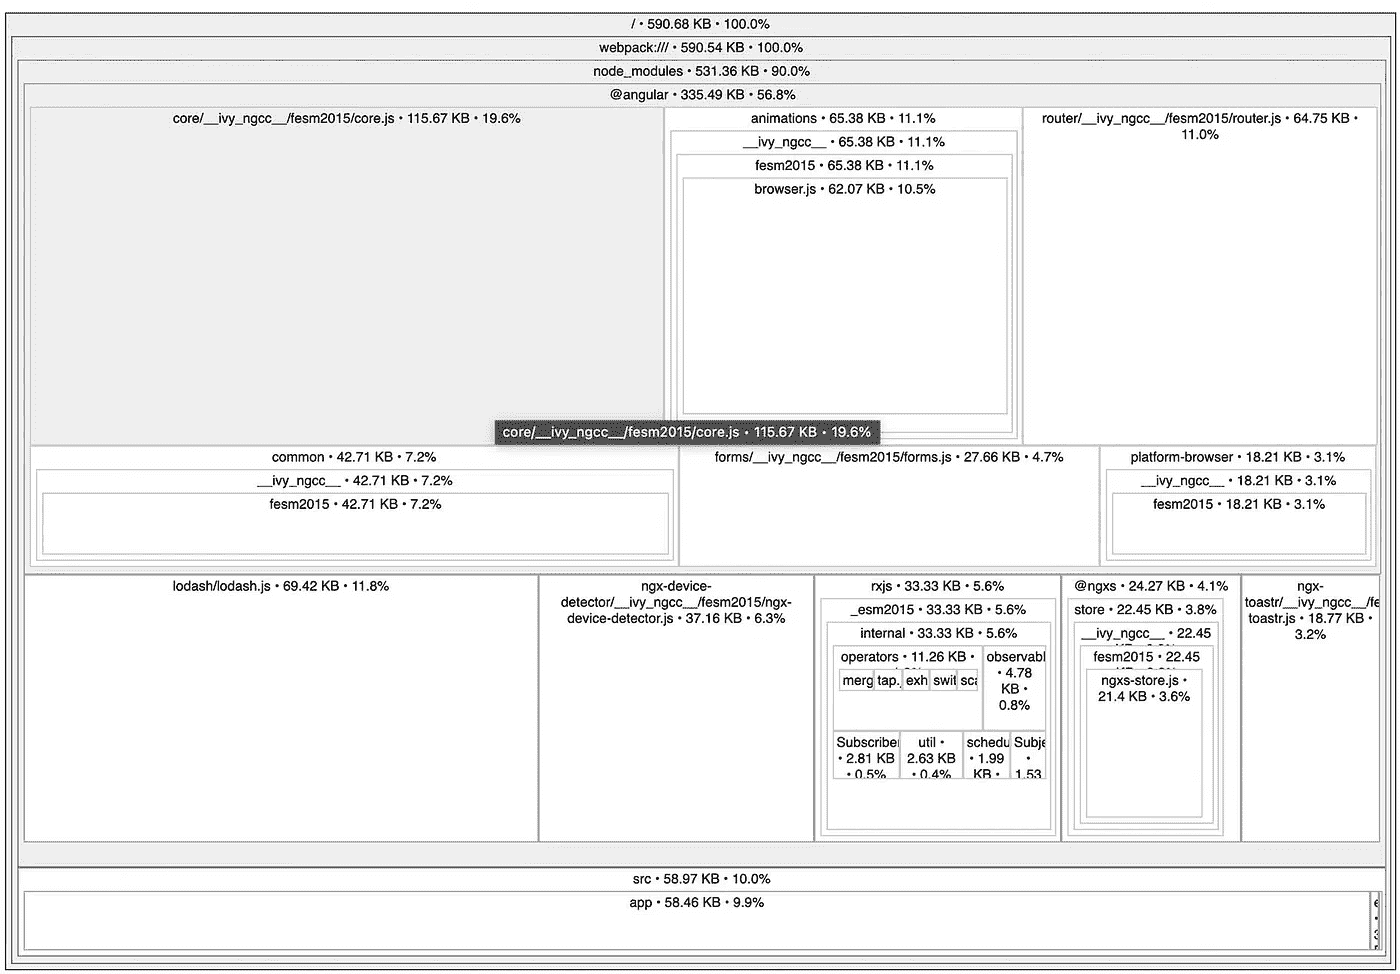 / • 590.68 KB • 100.0%
webpack:/// • 590.54 KB • 100.0%
node_modules • 531.36 KB • 90.0%
@angular • 335.49 KB • 56.8%
core/__ivy_ngcc__/fesm2015/core.js • 115.67 KB • 19.6%
animations • 65.38 KB • 11.1%
__ivy_ngcc__ • 65.38 KB • 11.1%
fesm2015 • 65.38 KB • 11.1%
browser.js • 62.07 KB • 10.5%
router/__ivy_ngcc__/fesm2015/router.js • 64.75 KB •
11.0%
core/__ivy_ngcc__/fesm2015/core.js • 115.67 KB • 19.6%
common • 42.71 KB • 7.2%
__ivy_ngcc__ • 42.71 KB • 7.2%
fesm2015 • 42.71 KB • 7.2%
forms/__ivy_ngcc__/fesm2015/forms.js • 27.66 KB • 4.7%
platform-browser • 18.21 KB • 3.1%
__ivy_ngcc__ • 18.21 KB • 3.1%
fesm2015 • 18.21 KB • 3.1%
lodash/lodash.js • 69.42 KB • 11.8%
ngx-device-
detector/__ivy_ngcc__/fesm2015/ngx-
device-detector.js • 37.16 KB • 6.3%
rxjs • 33.33 KB • 5.6%
_esm2015 • 33.33 KB • 5.6%
internal • 33.33 KB • 5.6%
operators • 11.26 KB •
merg
tap.
exh
swit
sca
observabl
• 4.78
KB •
0.8%
Subscriber
• 2.81 KB
• 0.5%
util •
2.63 KB
• 0.4%
schedu
• 1.99
KB •
Subje
•
1.53
@ngxs • 24.27 KB • 4.1%
store • 22.45 KB • 3.8%
__ivy_ngcc__ • 22.45
fesm2015 • 22.45
ngxs-store.js •
21.4 KB • 3.6%
ngx-
toastr/__ivy_ngcc__/fe
toastr.js • 18.77 KB •
3.2%
src • 58.97 KB • 10.0%
app • 58.46 KB • 9.9%